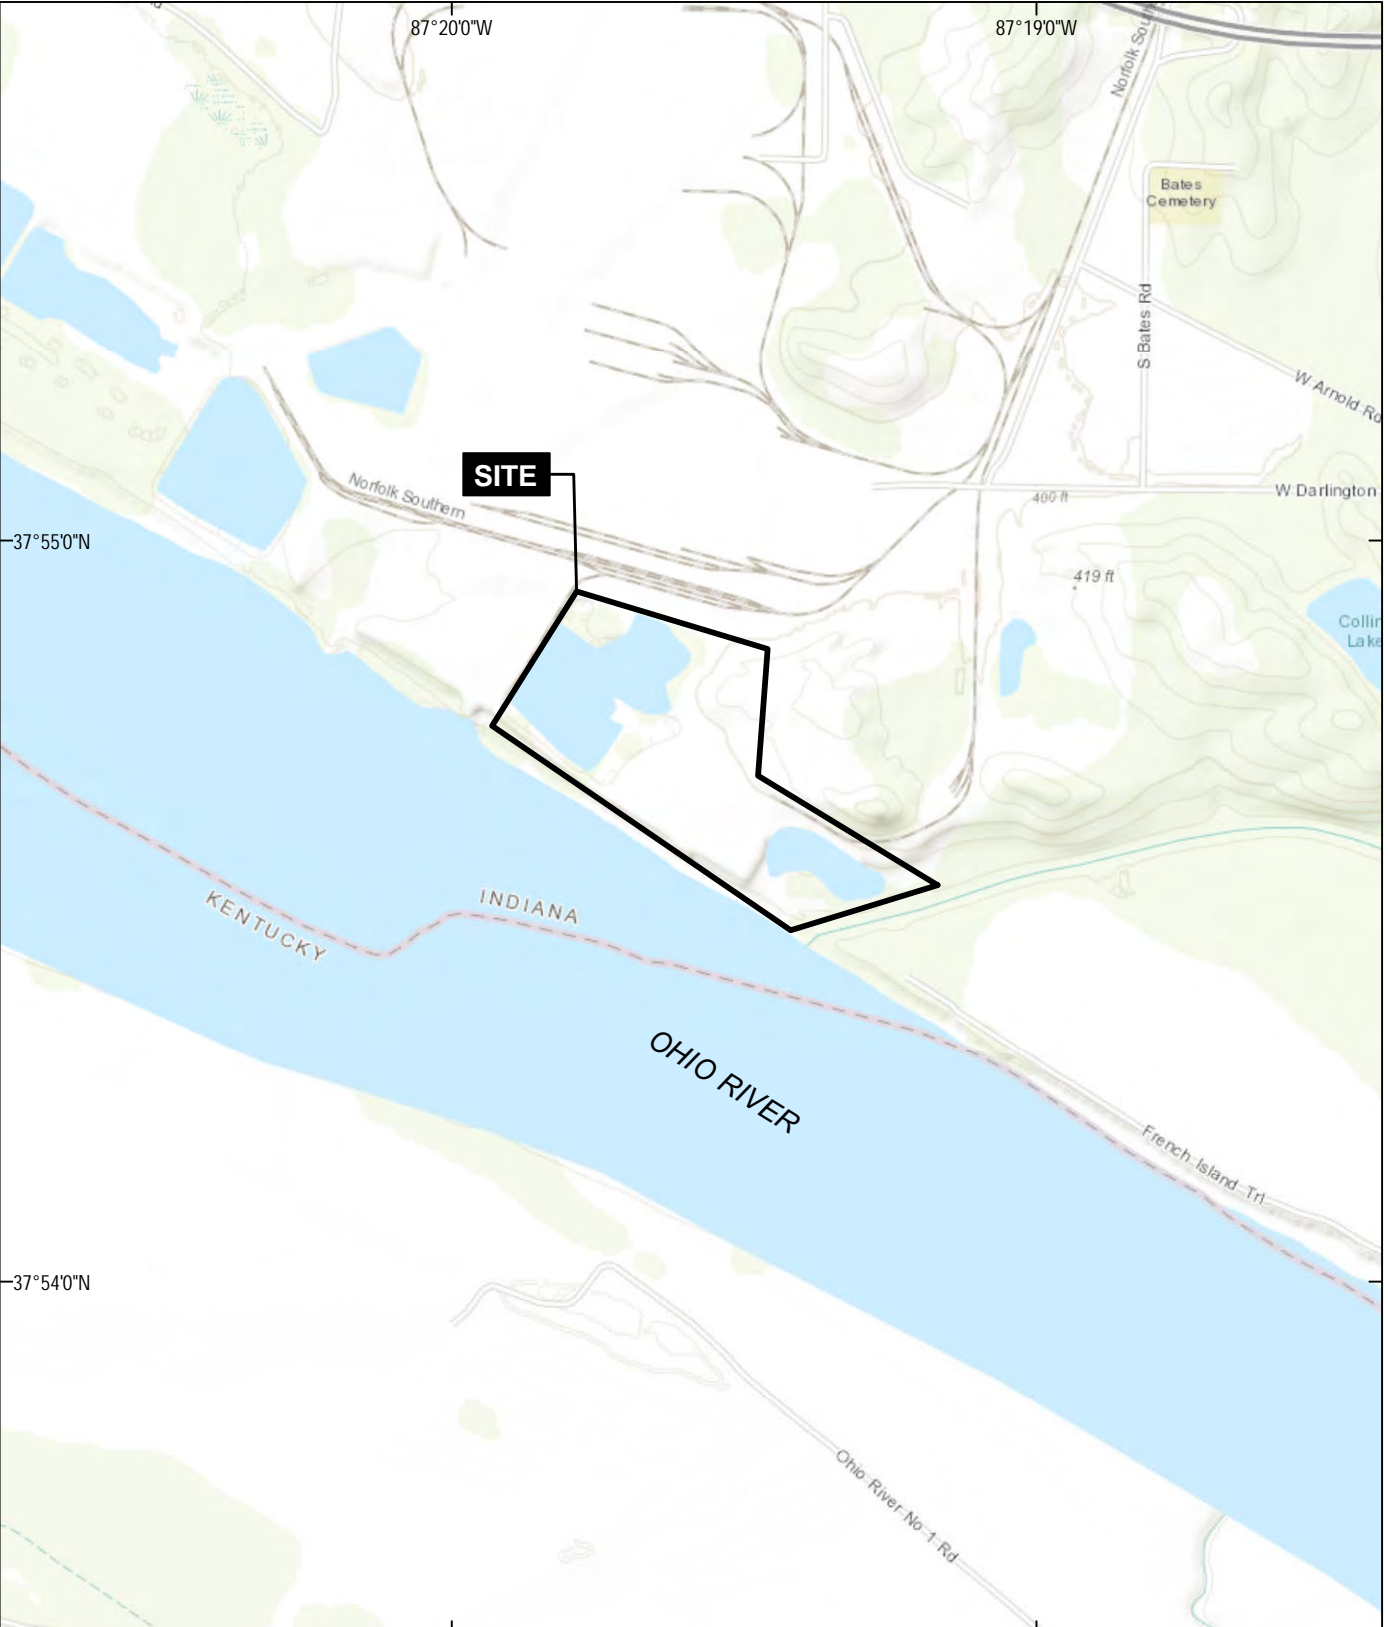 87°20'0"W
87°19'0"W
Norfolk Sou
Bates
Cemetery
S Bates Rd
W Arnold Rd
SITE
Norfolk Southern
W Darlington
400 ft
37°55'0"N
419 ft
Collin
Lake
INDIANA
KENTUCKY
OHIO RIVER
French Island Trl
37°54'0"N
Ohio River No 1 Rd